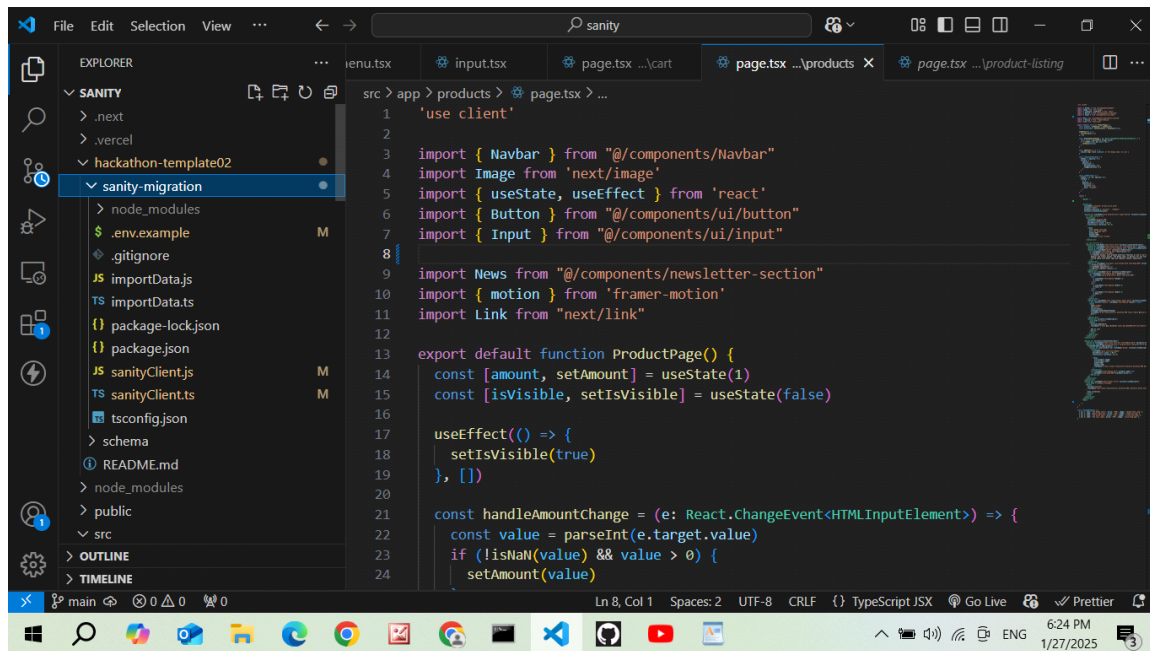 File Edit Selection View ··· sanity
EXPLORER ···
enu.tsx input.tsx page.tsx ...\cart page.tsx ...\products page.tsx ...\product-listing ···
SANITY
.next
.vercel
hackathon-template02
sanity-migration
node_modules
$ .env.example M
.gitignore
JS importData.js
TS importData.ts
{} package-lock.json
{} package.json
JS sanityClient.js M
TS sanityClient.ts M
TS tsconfig.json
schema
README.md
node_modules
public
src
OUTLINE
TIMELINE
src > app > products > page.tsx > ...
1 'use client'
2
3 import { Navbar } from "@/components/Navbar"
4 import Image from 'next/image'
5 import { useState, useEffect } from 'react'
6 import { Button } from "@/components/ui/button"
7 import { Input } from "@/components/ui/input"
8
9 import News from "@/components/newsletter-section"
10 import { motion } from 'framer-motion'
11 import Link from "next/link"
12
13 export default function ProductPage() {
14 const [amount, setAmount] = useState(1)
15 const [isVisible, setIsVisible] = useState(false)
16
17 useEffect(() => {
18 setIsVisible(true)
19 }, [])
20
21 const handleAmountChange = (e: React.ChangeEvent<HTMLInputElement>) => {
22 const value = parseInt(e.target.value)
23 if (!isNaN(value) && value > 0) {
24 setAmount(value)
1
1
main 0 0 0 Ln 8, Col 1 Spaces: 2 UTF-8 CRLF {} TypeScript JSX Go Live Prettier
ENG 6:24 PM
1/27/2025 3